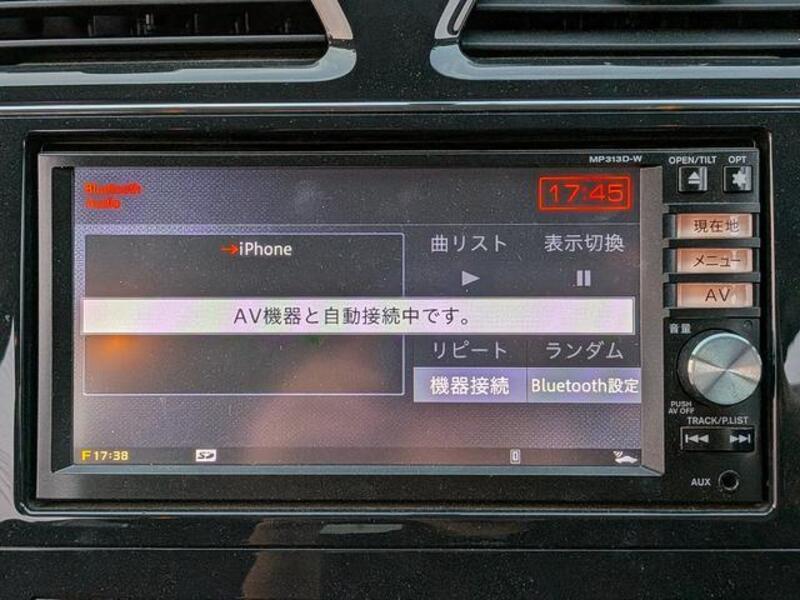 MP313D-W
OPEN/TILT OPT
Bluetooth
Audio
17:45
現在地
→iPhone
曲リスト 表示切換
メニュー
AV
AV機器と自動接続中です。
音量
リピート ランダム
機器接続 Bluetooth設定
PUSH
AV OFF
TRACK/P.LIST
F 17:38
SD
AUX